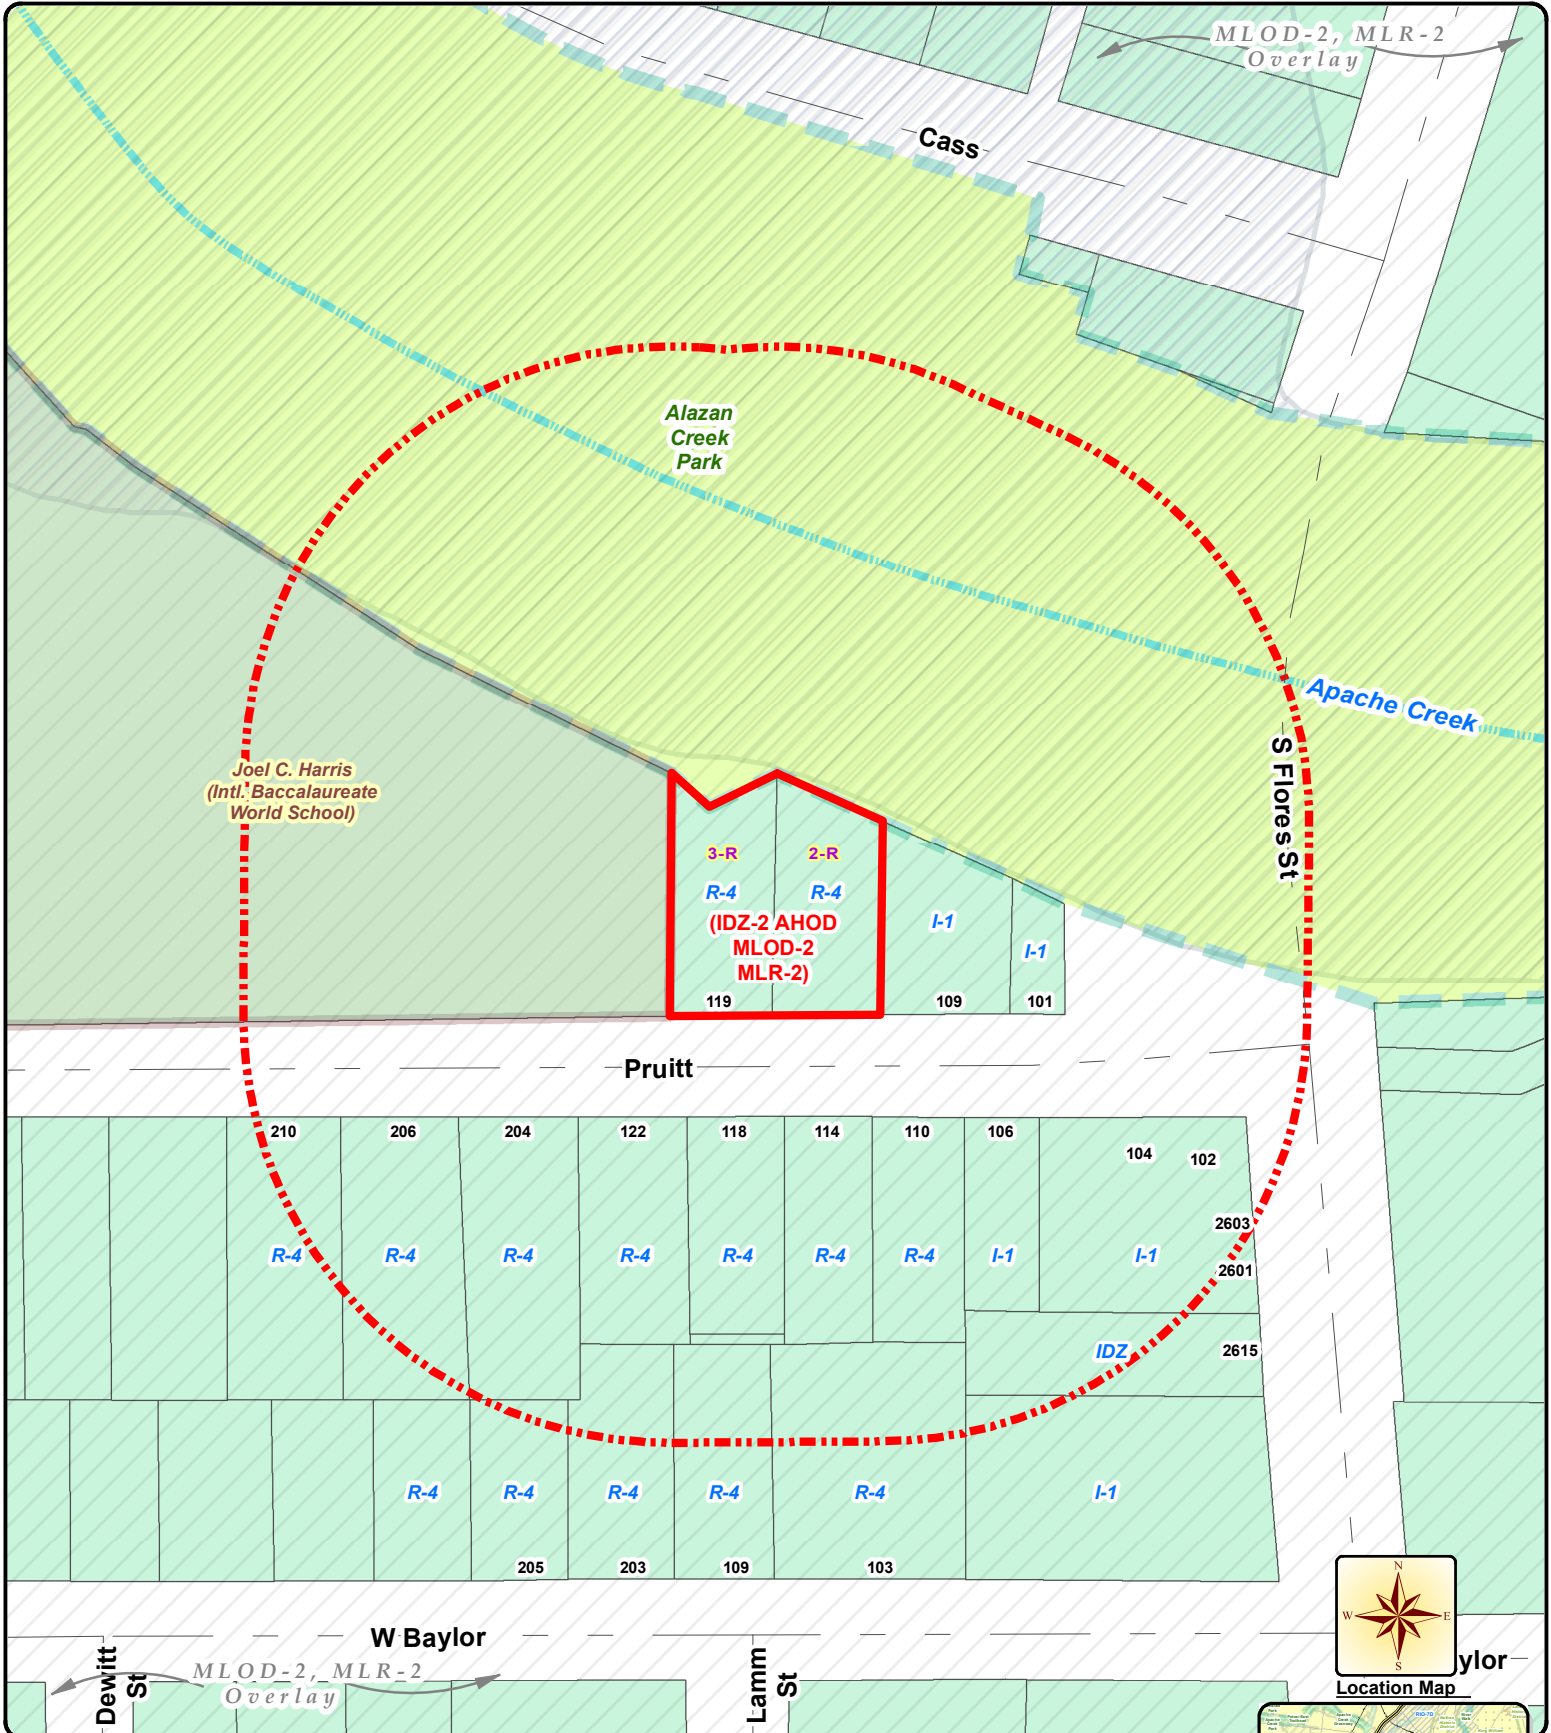 MLOD-2, MLR-2
Overlay
Cass
Alazan
Creek
Park
Apache Creek
S Flores St
Joel C. Harris
(Intl. Baccalaureate
World School)
3-R
2-R
R-4
R-4
(IDZ-2 AHOD
MLOD-2
MLR-2)
I-1
I-1
119
109
101
Pruitt
210
206
204
122
118
114
110
106
104
102
2603
2601
2615
R-4
R-4
R-4
R-4
R-4
R-4
R-4
I-1
I-1
IDZ
R-4
R-4
R-4
R-4
R-4
I-1
205
203
109
103
W Baylor
ylor
Dewitt
St
Lamm
St
MLOD-2, MLR-2
Overlay
N
W
E
S
Location Map